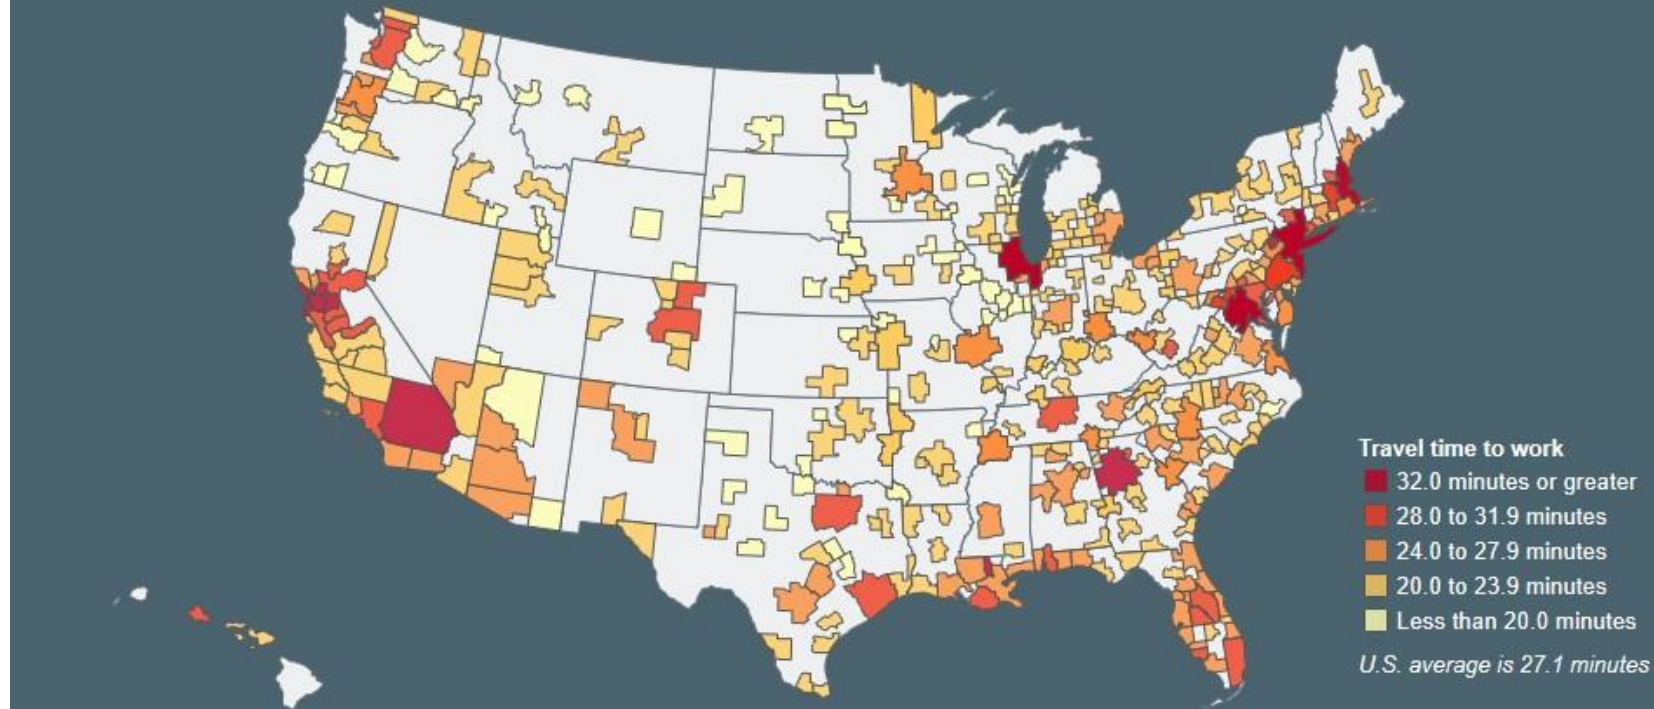 Travel time to work
32.0 minutes or greater
28.0 to 31.9 minutes
24.0 to 27.9 minutes
20.0 to 23.9 minutes
Less than 20.0 minutes
U.S. average is 27.1 minutes